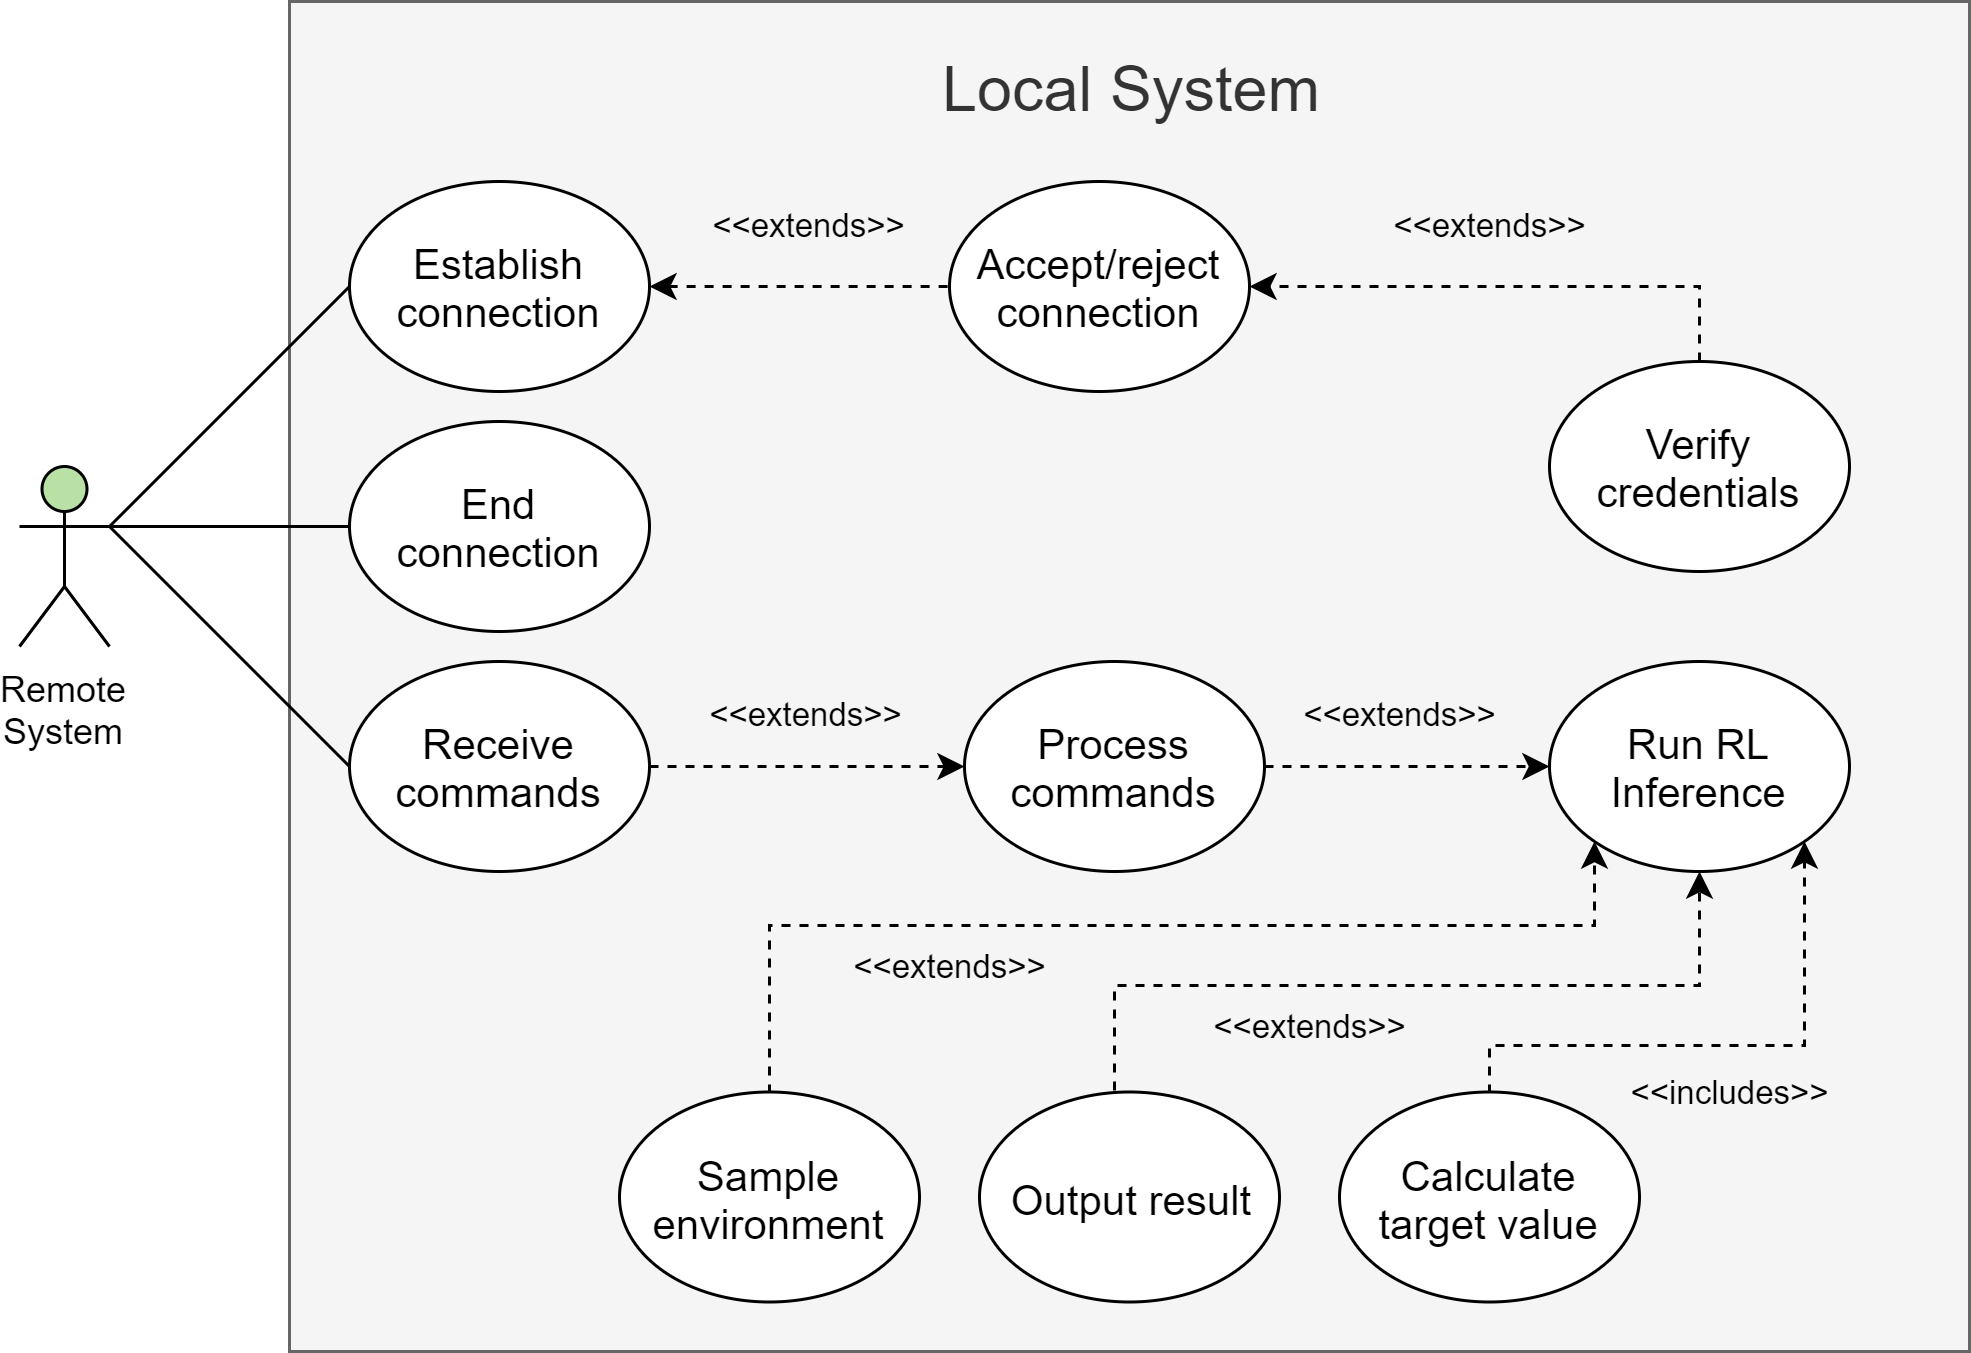 Local System
Establish
connection
<<extends>>
Accept/reject
connection
<<extends>>
Verify
credentials
End
connection
Remote
System
Receive
commands
<<extends>>
Process
commands
<<extends>>
Run RL
Inference
<<extends>>
<<extends>>
<<includes>>
Sample
environment
Output result
Calculate
target value